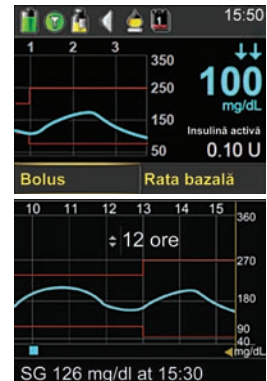 15:50
1 2 3
350
250
150
50
100
mg/dL
Insulină activă
0.10 U
Bolus Rata bazală
10 11 12 13 14 15
360
12 ore
270
180
90
40
mg/dL
SG 126 mg/dl at 15:30